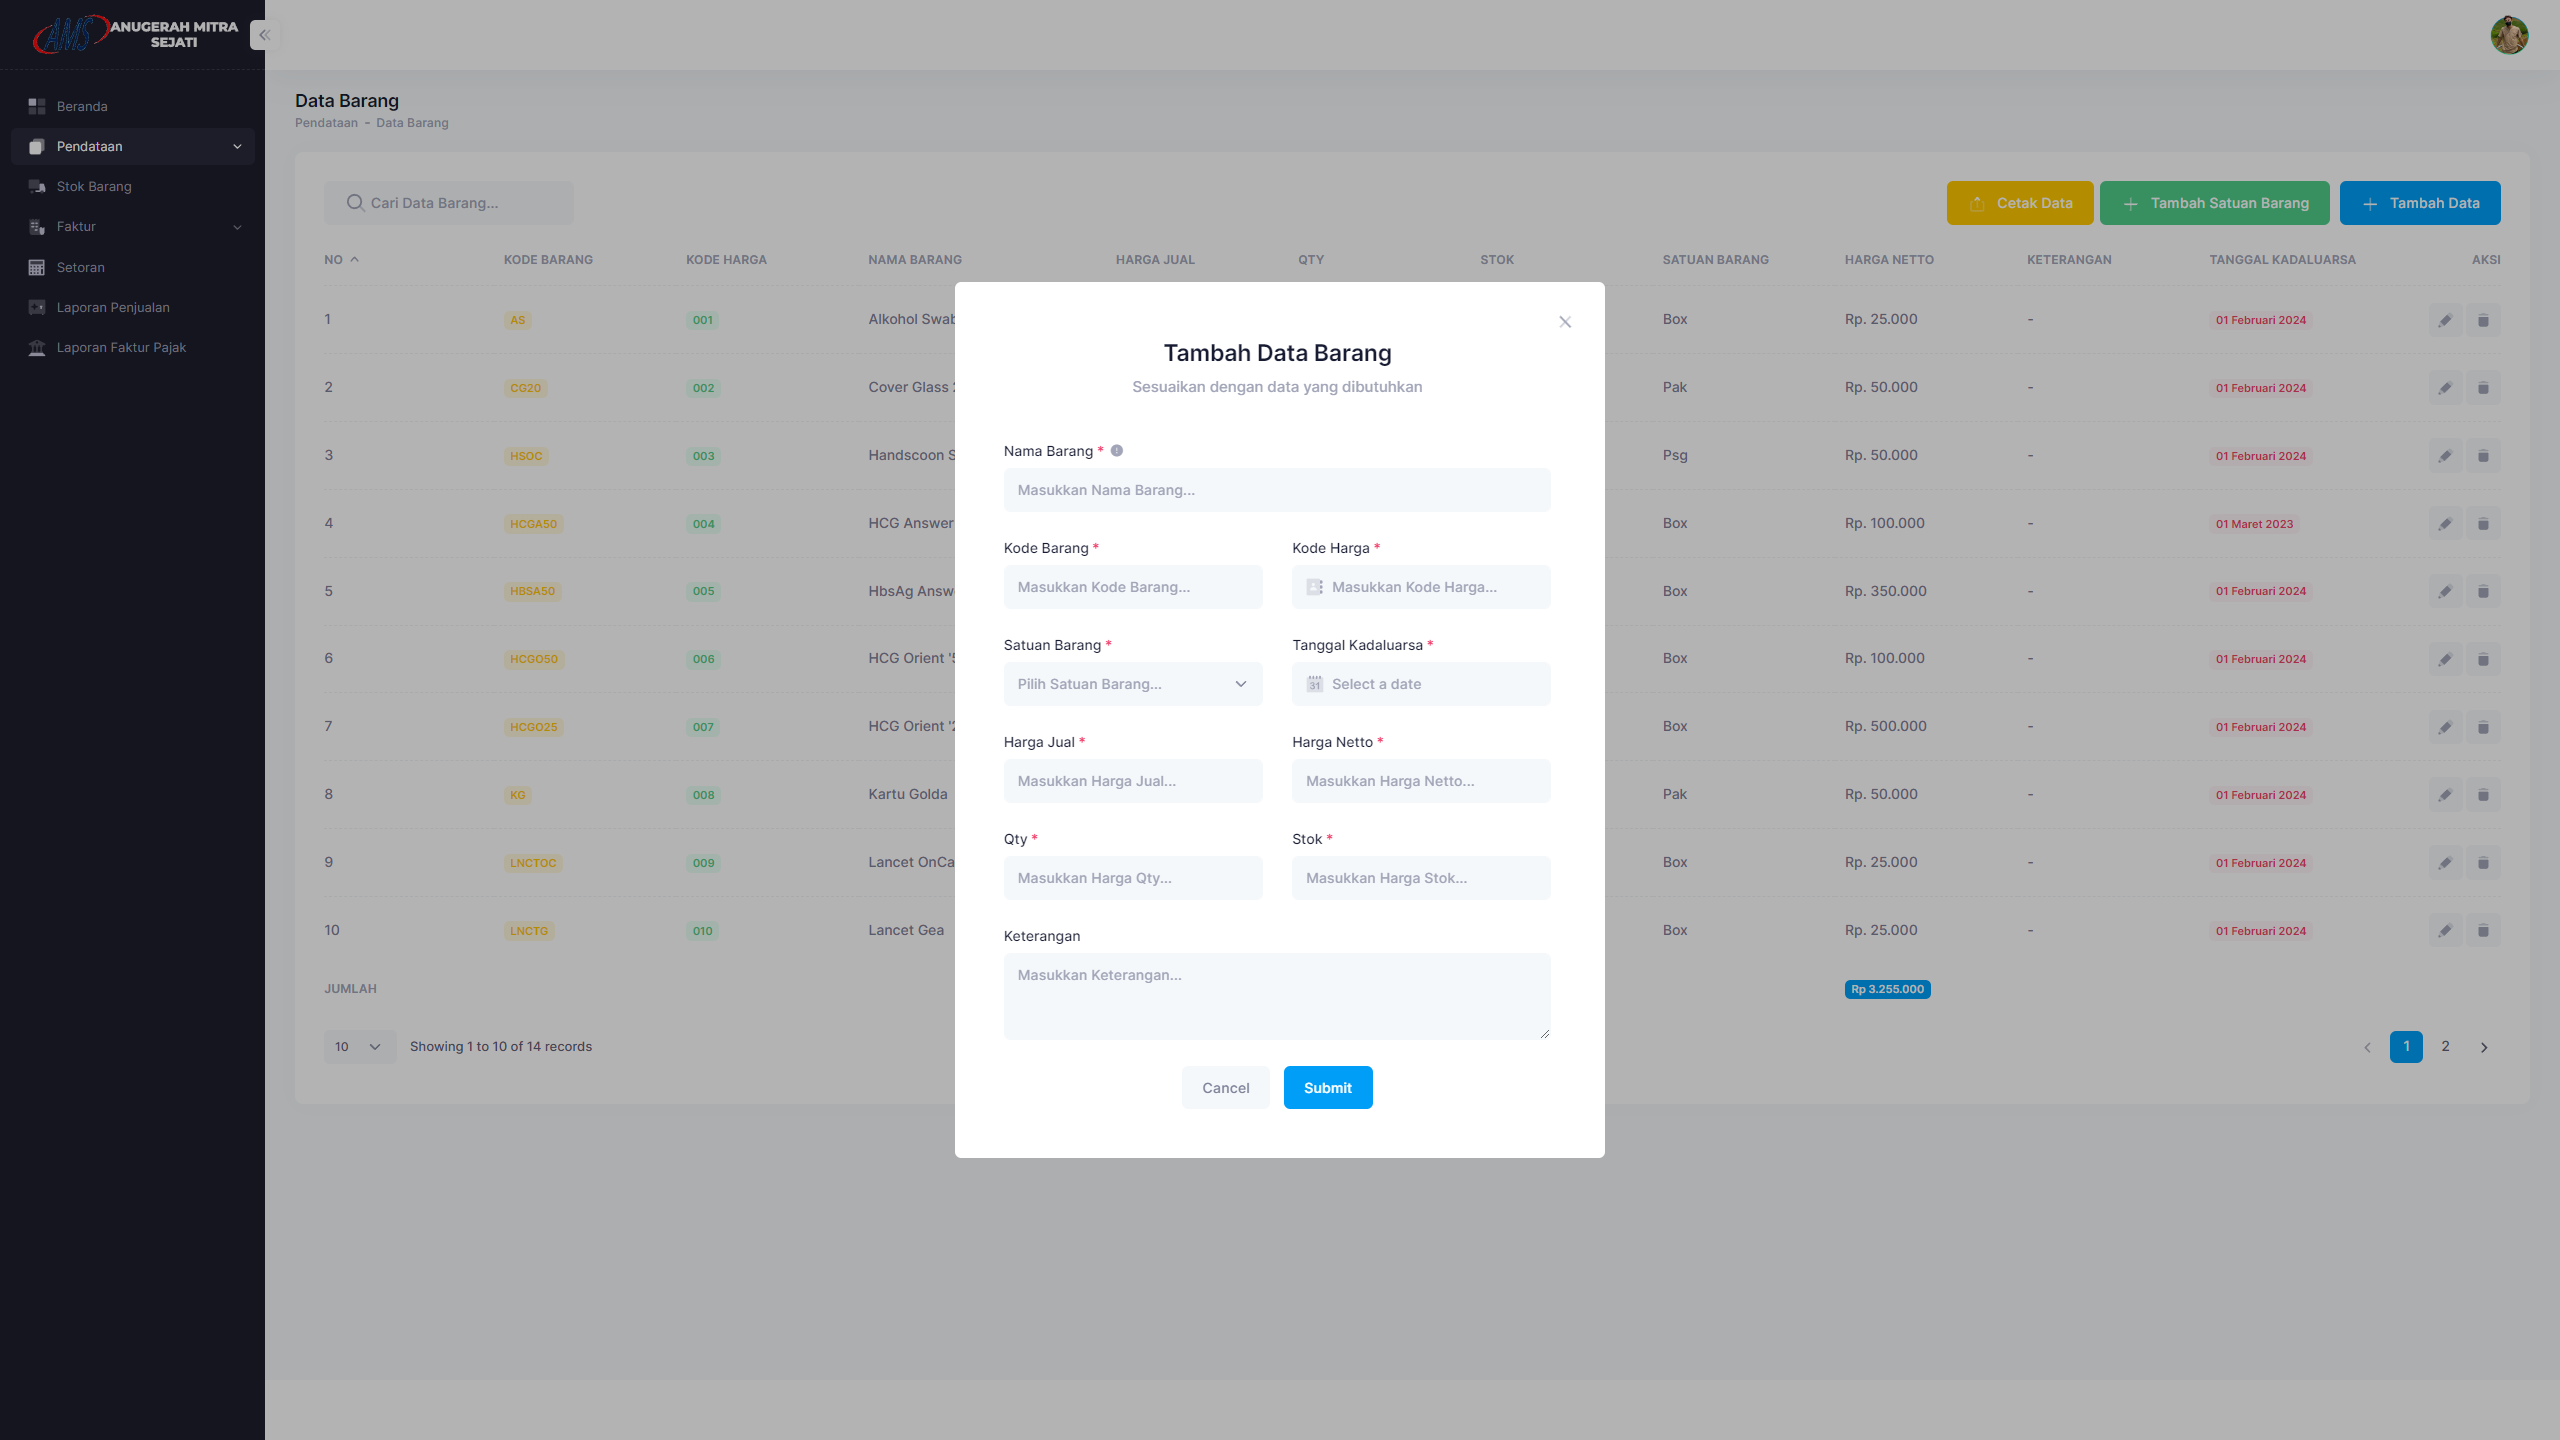 AMS ANUGERAH MITRA
SEJATI
Beranda
Pendataan
Stok Barang
Faktur
Setoran
Laporan Penjualan
Laporan Faktur Pajak
Data Barang
Pendataan - Data Barang
Cari Data Barang...
Cetak Data
Tambah Satuan Barang
Tambah Data
NO KODE BARANG KODE HARGA NAMA BARANG HARGA JUAL QTY STOK SATUAN BARANG HARGA NETTO KETERANGAN TANGGAL KADALUARSA AKSI
1 AS 001 Alkohol Swab Box Rp. 25.000 - 01 Februari 2024
2 CG20 002 Cover Glass Pak Rp. 50.000 - 01 Februari 2024
3 HSOC 003 Handscoon S Psg Rp. 50.000 - 01 Februari 2024
4 HCGA50 004 HCG Answer Box Rp. 100.000 - 01 Maret 2023
5 HBSA50 005 HbsAg Answ Box Rp. 350.000 - 01 Februari 2024
6 HCGO50 006 HCG Orient '5 Box Rp. 100.000 - 01 Februari 2024
7 HCGO25 007 HCG Orient '2 Box Rp. 500.000 - 01 Februari 2024
8 KG 008 Kartu Golda Pak Rp. 50.000 - 01 Februari 2024
9 LNCTOC 009 Lancet OnCa Box Rp. 25.000 - 01 Februari 2024
10 LNCTG 010 Lancet Gea Box Rp. 25.000 - 01 Februari 2024
JUMLAH Rp 3.255.000
10 Showing 1 to 10 of 14 records
1 2
Tambah Data Barang
Sesuaikan dengan data yang dibutuhkan
Nama Barang *
Masukkan Nama Barang...
Kode Barang * Kode Harga *
Masukkan Kode Barang... Masukkan Kode Harga...
Satuan Barang * Tanggal Kadaluarsa *
Pilih Satuan Barang... 31 Select a date
Harga Jual * Harga Netto *
Masukkan Harga Jual... Masukkan Harga Netto...
Qty * Stok *
Masukkan Harga Qty... Masukkan Harga Stok...
Keterangan
Masukkan Keterangan...
Cancel Submit